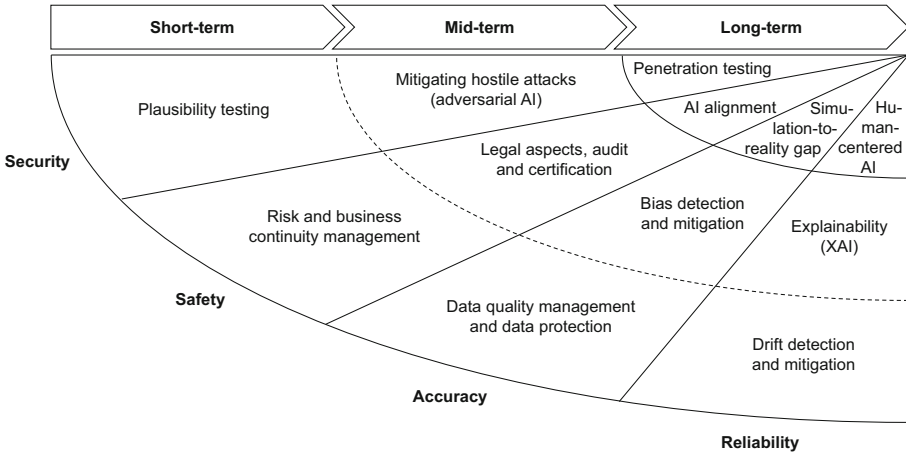 Short-term
Mid-term
Long-term
Plausibility testing
Mitigating hostile attacks
(adversarial AI)
Penetration testing
Security
Risk and business
continuity management
Legal aspects, audit
and certification
AI alignment
Safety
Data quality management
and data protection
Bias detection
and mitigation
Simu-
lation-to-
reality gap
Accuracy
Drift detection
and mitigation
Explainability
(XAI)
Hu-
man-
centered
AI
Reliability